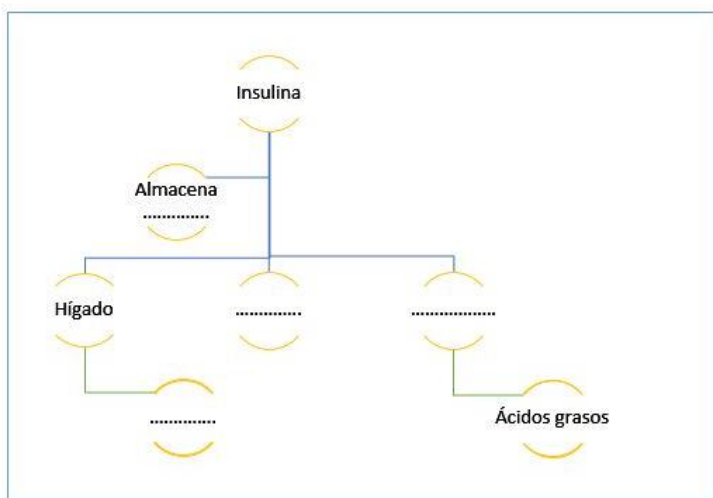 Insulina
Almacena
..............
Hígado
..............
..................
..............
Ácidos grasos